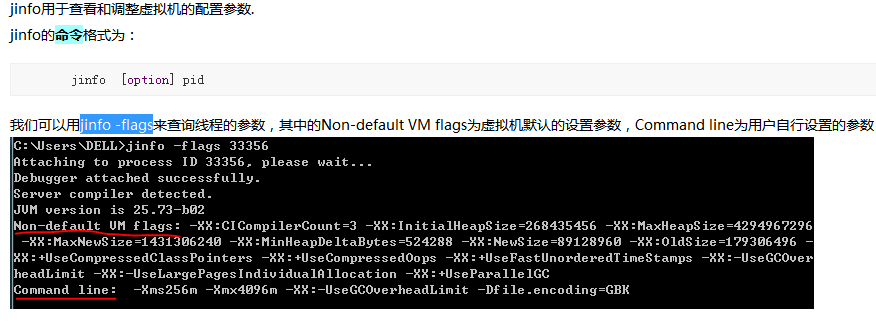 jinfo用于查看和调整虚拟机的配置参数.
jinfo的命令格式为：
jinfo  [option] pid
我们可以用jinfo -flags来查询线程的参数，其中的Non-default VM flags为虚拟机默认的设置参数，Command line为用户自行设置的参数
C:\Users\DELL>jinfo -flags 33356
Attaching to process ID 33356, please wait...
Debugger attached successfully.
Server compiler detected.
JVM version is 25.73-b02
Non-default VM flags: -XX:CICompilerCount=3 -XX:InitialHeapSize=268435456 -XX:MaxHeapSize=4294967296
 -XX:MaxNewSize=1431306240 -XX:MinHeapDeltaBytes=524288 -XX:NewSize=89128960 -XX:OldSize=179306496 -
XX:+UseCompressedClassPointers -XX:+UseCompressedOops -XX:+UseFastUnorderedTimeStamps -XX:-UseGCOver
headLimit -XX:-UseLargePagesIndividualAllocation -XX:+UseParallelGC
Command line:  -Xms256m -Xmx4096m -XX:-UseGCOverheadLimit -Dfile.encoding=GBK